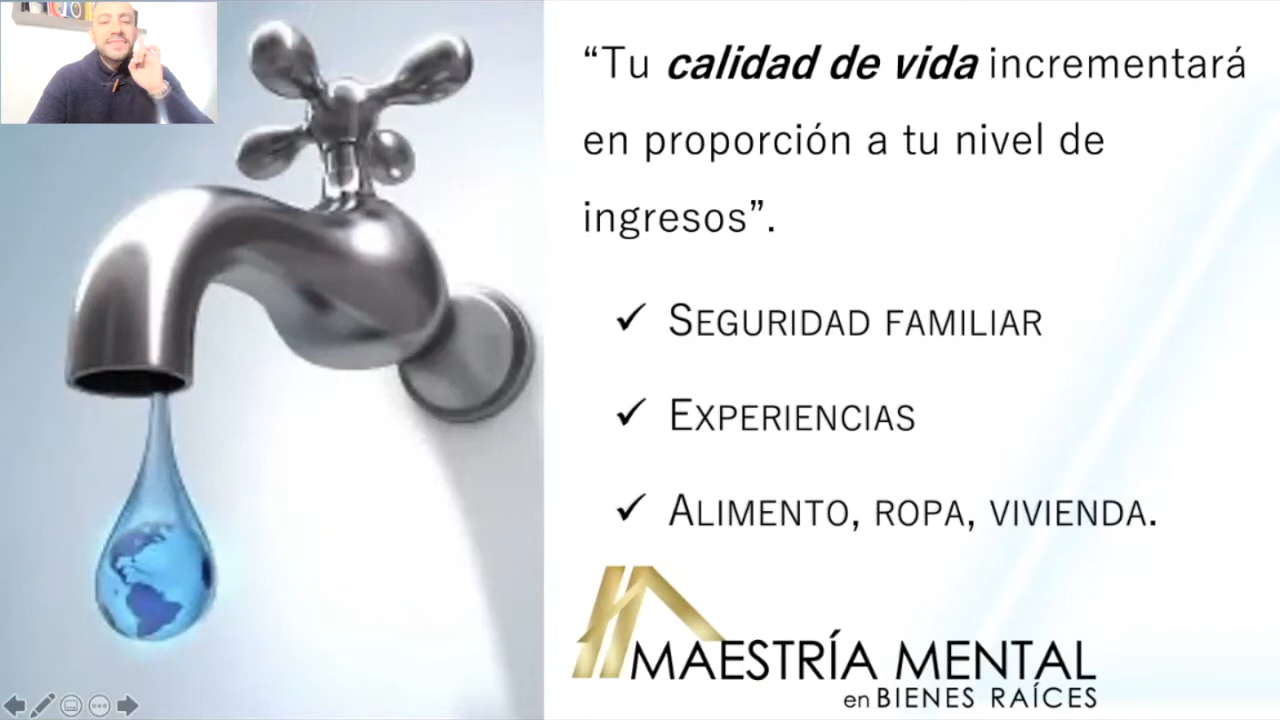 “Tu calidad de vida incrementará
en proporción a tu nivel de
ingresos”.
✓ SEGURIDAD FAMILIAR
✓ EXPERIENCIAS
✓ ALIMENTO, ROPA, VIVIENDA.
MAESTRÍA MENTAL
en BIENES RAÍCES